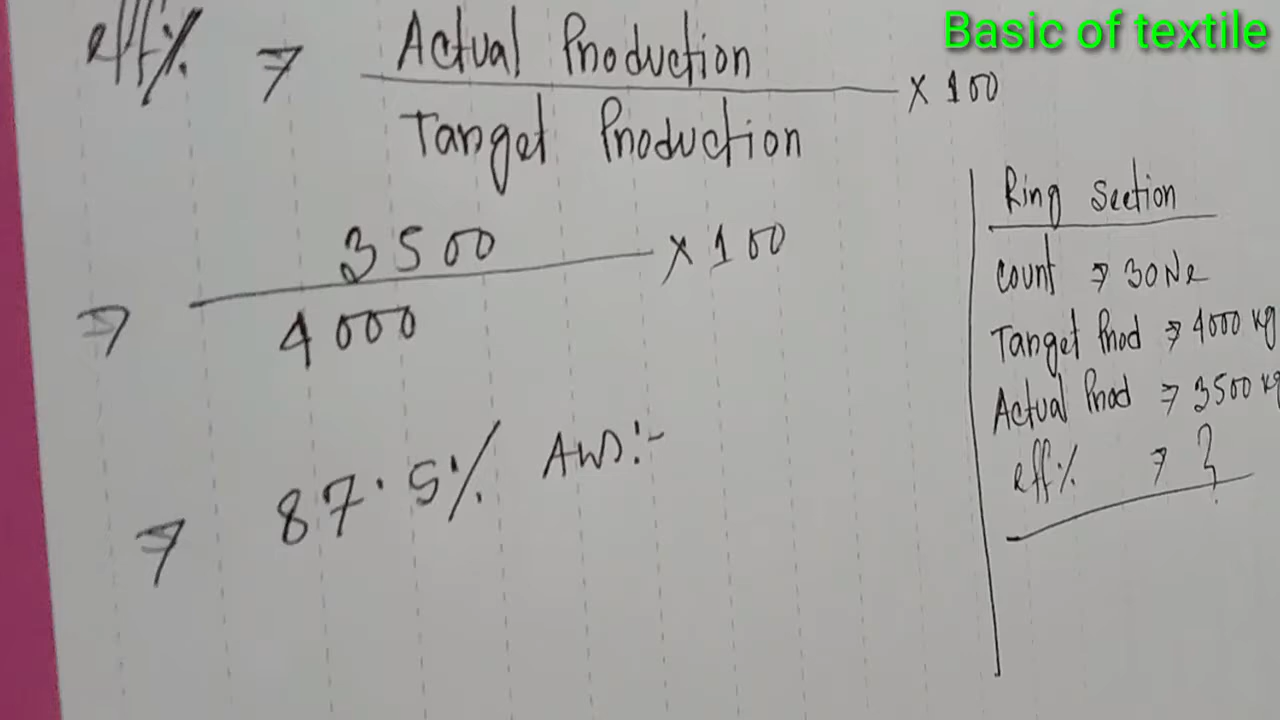 Basic of textile
eff% ⇒ Actual Production
Target Production
× 100
⇒ 3500
4000
× 100
⇒ 87.5% Ans:-
Ring Section
Count ⇒ 30Ne
Target Prod ⇒ 4000 kg
Actual Prod ⇒ 3500 kg
eff% ⇒ ?